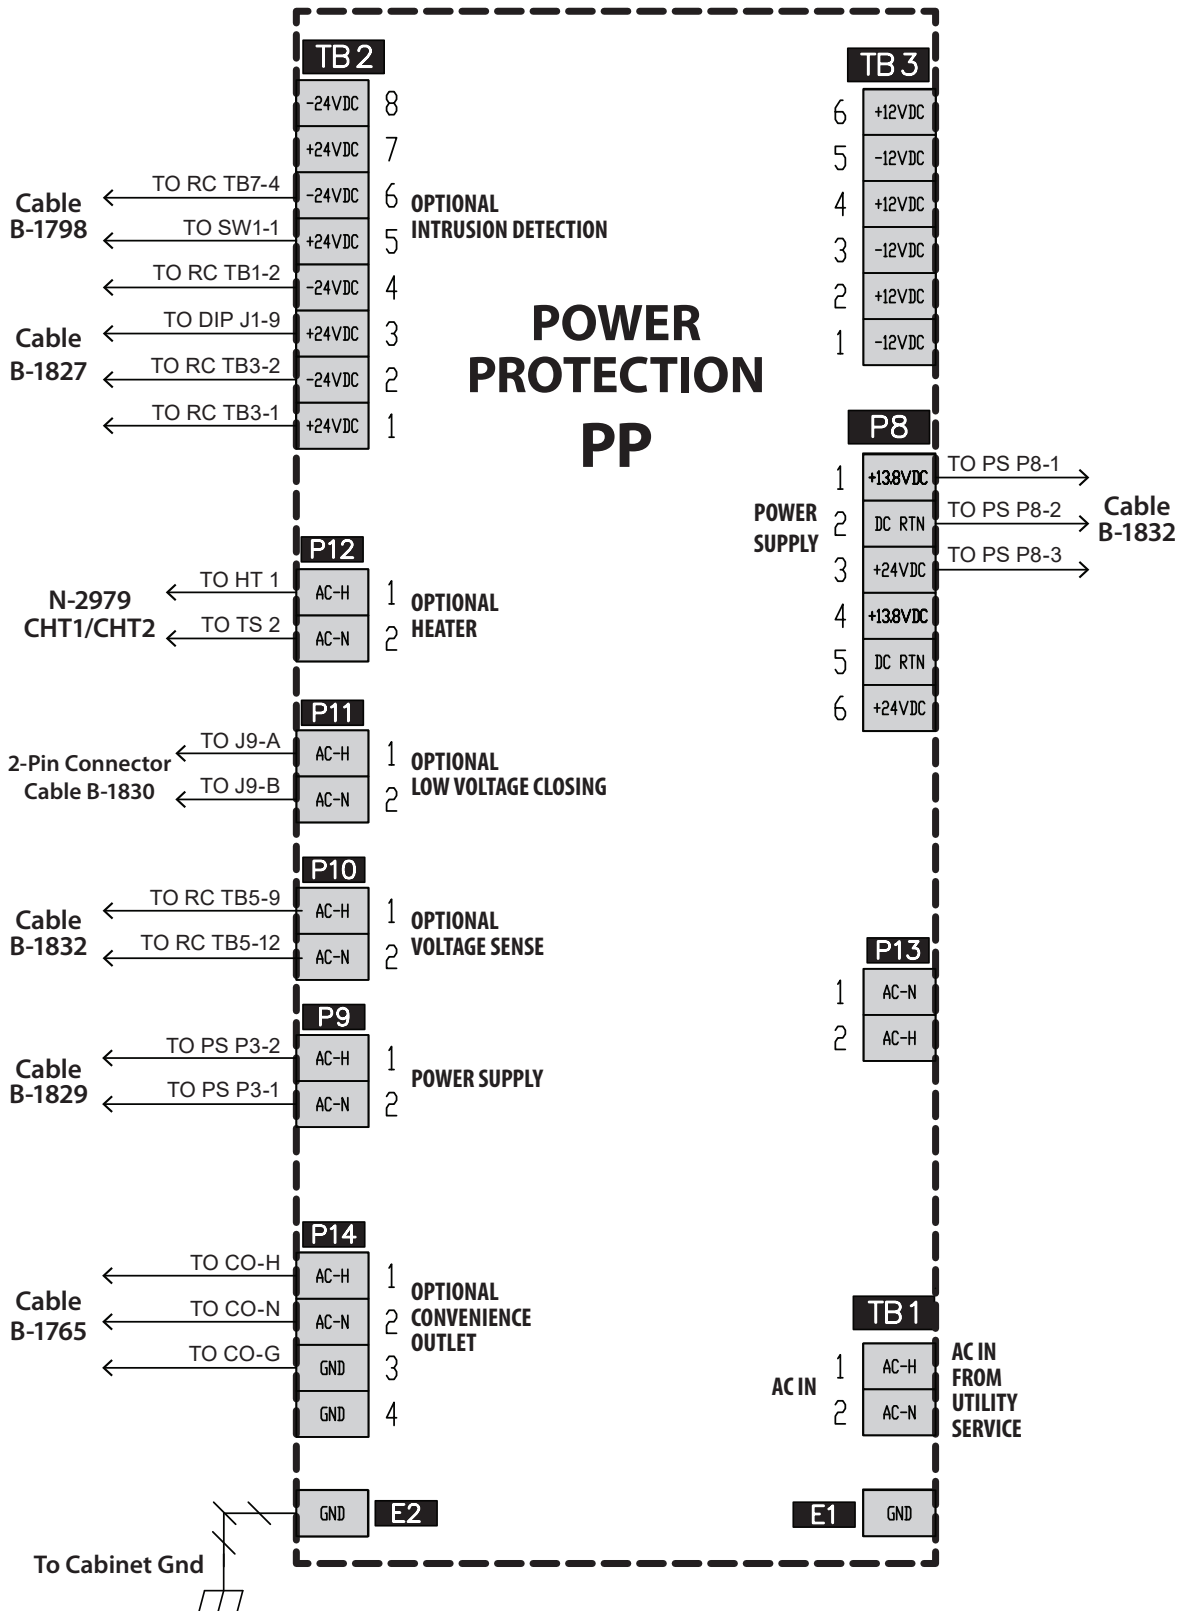 TB 2
-24VDC 8
+24VDC 7
TO RC TB7-4 -24VDC 6
TO SW1-1 +24VDC 5
Cable
B-1798
OPTIONAL
INTRUSION DETECTION
TO RC TB1-2 -24VDC 4
TO DIP J1-9 +24VDC 3
TO RC TB3-2 -24VDC 2
TO RC TB3-1 +24VDC 1
Cable
B-1827
POWER
PROTECTION
PP
TB 3
6 +12VDC
5 -12VDC
4 +12VDC
3 -12VDC
2 +12VDC
1 -12VDC
P8
1 +13.8VDC TO PS P8-1
2 DC RTN TO PS P8-2
3 +24VDC TO PS P8-3
4 +13.8VDC
5 DC RTN
6 +24VDC
POWER
SUPPLY
Cable
B-1832
P12
TO HT 1 AC-H 1
TO TS 2 AC-N 2
N-2979
CHT1/CHT2
OPTIONAL
HEATER
P11
TO J9-A AC-H 1
TO J9-B AC-N 2
2-Pin Connector
Cable B-1830
OPTIONAL
LOW VOLTAGE CLOSING
P10
TO RC TB5-9 AC-H 1
TO RC TB5-12 AC-N 2
Cable
B-1832
OPTIONAL
VOLTAGE SENSE
P13
1 AC-N
2 AC-H
P9
TO PS P3-2 AC-H 1
TO PS P3-1 AC-N 2
Cable
B-1829
POWER SUPPLY
P14
TO CO-H AC-H 1
TO CO-N AC-N 2
TO CO-G GND 3
GND 4
Cable
B-1765
OPTIONAL
CONVENIENCE
OUTLET
TB 1
1 AC-H
2 AC-N
AC IN
AC IN
FROM
UTILITY
SERVICE
GND E2
E1 GND
To Cabinet Gnd